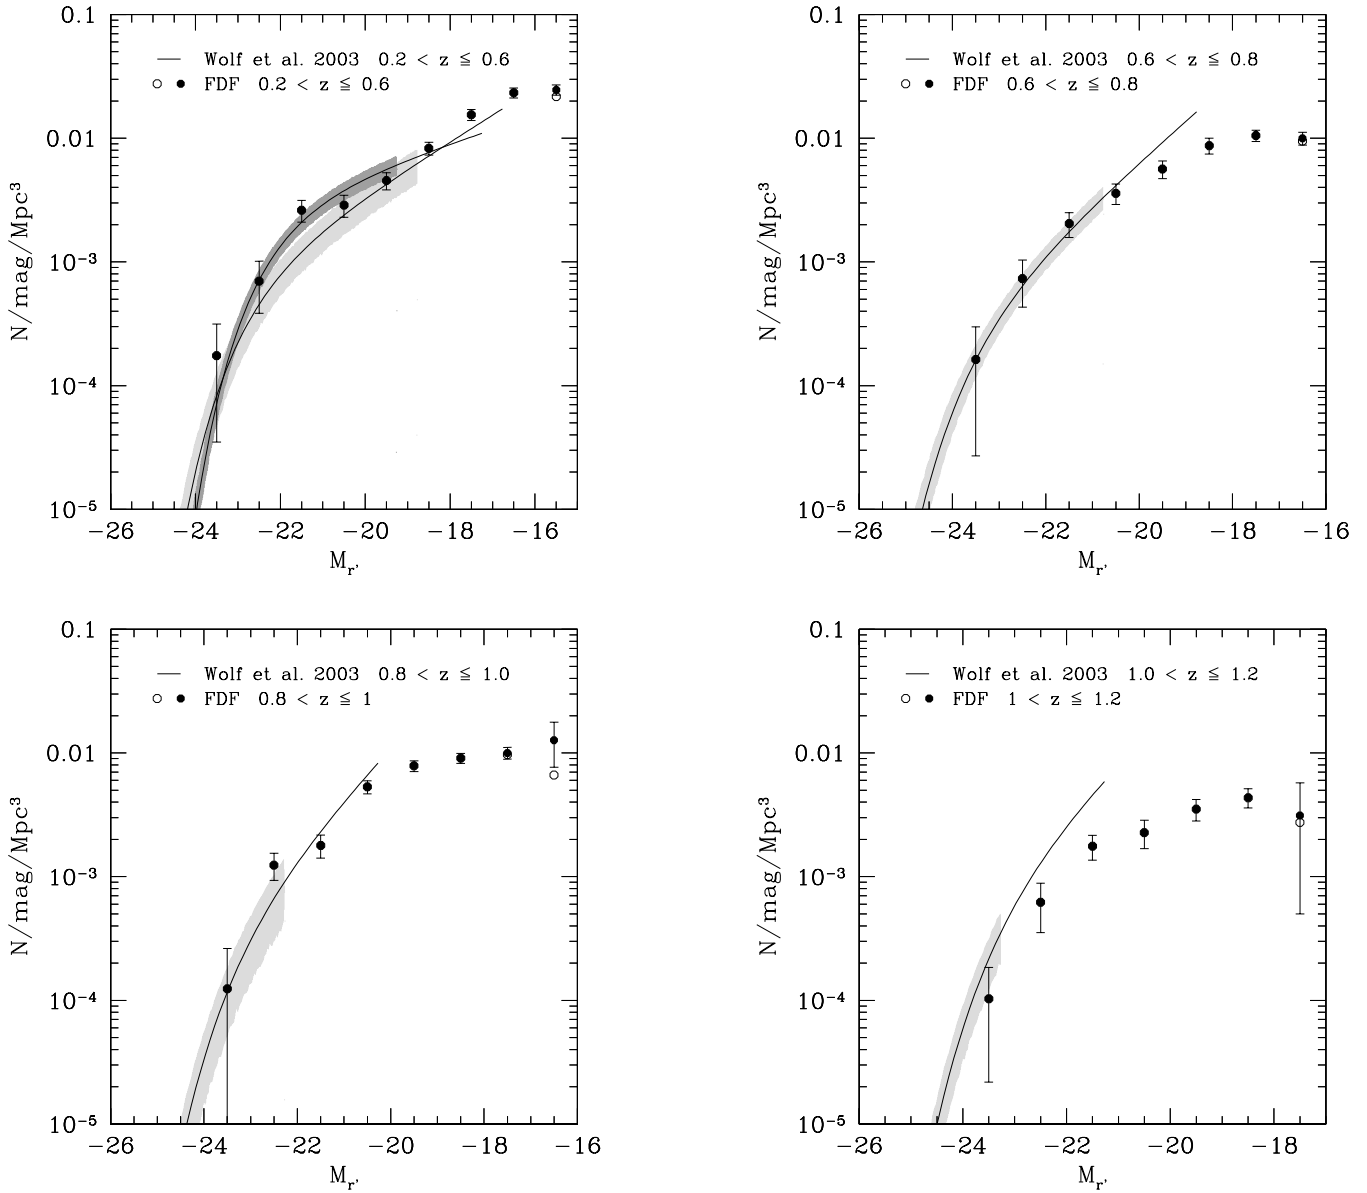 0.1
0.01
10⁻³
10⁻⁴
10⁻⁵
N/mag/Mpc³
Wolf et al. 2003 0.2 < z ≦ 0.6
FDF 0.2 < z ≦ 0.6
−26 −24 −22 −20 −18 −16
M_r'
0.1
0.01
10⁻³
10⁻⁴
10⁻⁵
N/mag/Mpc³
Wolf et al. 2003 0.6 < z ≦ 0.8
FDF 0.6 < z ≦ 0.8
−26 −24 −22 −20 −18 −16
M_r'
0.1
0.01
10⁻³
10⁻⁴
10⁻⁵
N/mag/Mpc³
Wolf et al. 2003 0.8 < z ≦ 1.0
FDF 0.8 < z ≦ 1
−26 −24 −22 −20 −18 −16
M_r'
0.1
0.01
10⁻³
10⁻⁴
10⁻⁵
N/mag/Mpc³
Wolf et al. 2003 1.0 < z ≦ 1.2
FDF 1 < z ≦ 1.2
−26 −24 −22 −20 −18
M_r'